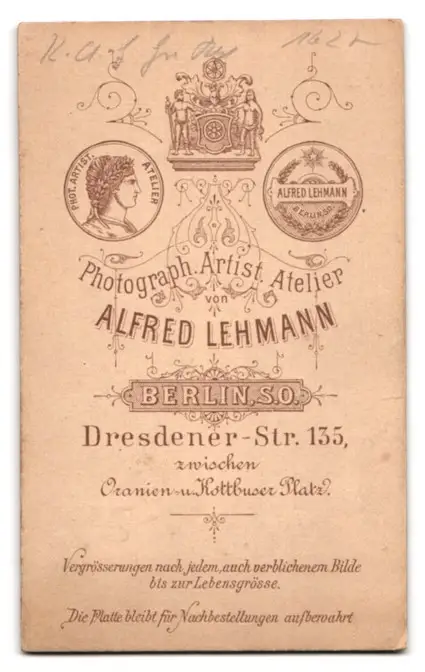 1622
PHOT. ARTIST. ATELIER
ALFRED LEHMANN
BERLIN.S.O.
Photograph. Artist. Atelier
von
ALFRED LEHMANN
BERLIN, S.O.
Dresdener-Str. 135,
zwischen
Oranien-u. Kottbuser Platz.
Vergrösserungen nach jedem, auch verblichenem Bilde
bis zur Lebensgrösse.
Die Platte bleibt für Nachbestellungen aufbewahrt